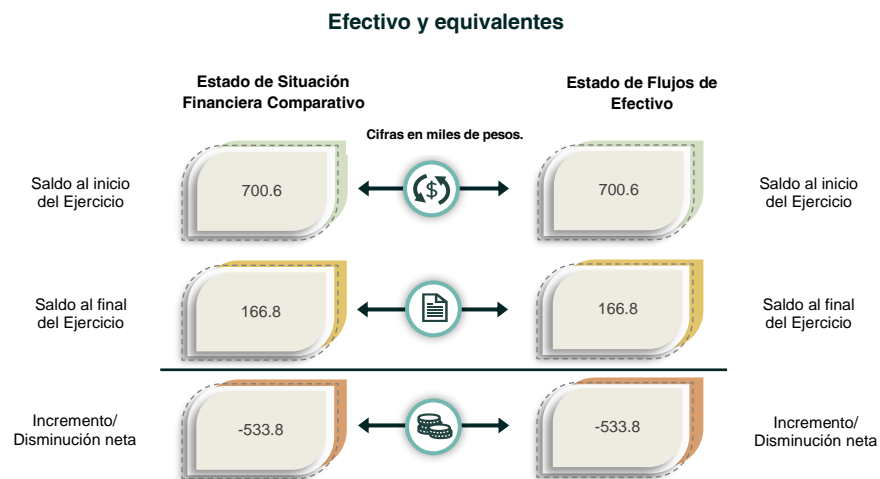 Efectivo y equivalentes
Estado de Situación
Financiera Comparativo
Estado de Flujos de
Efectivo
Cifras en miles de pesos.
Saldo al inicio
del Ejercicio
700.6
$
700.6
Saldo al inicio
del Ejercicio
Saldo al final
del Ejercicio
166.8
166.8
Saldo al final
del Ejercicio
Incremento/
Disminución neta
-533.8
-533.8
Incremento/
Disminución neta